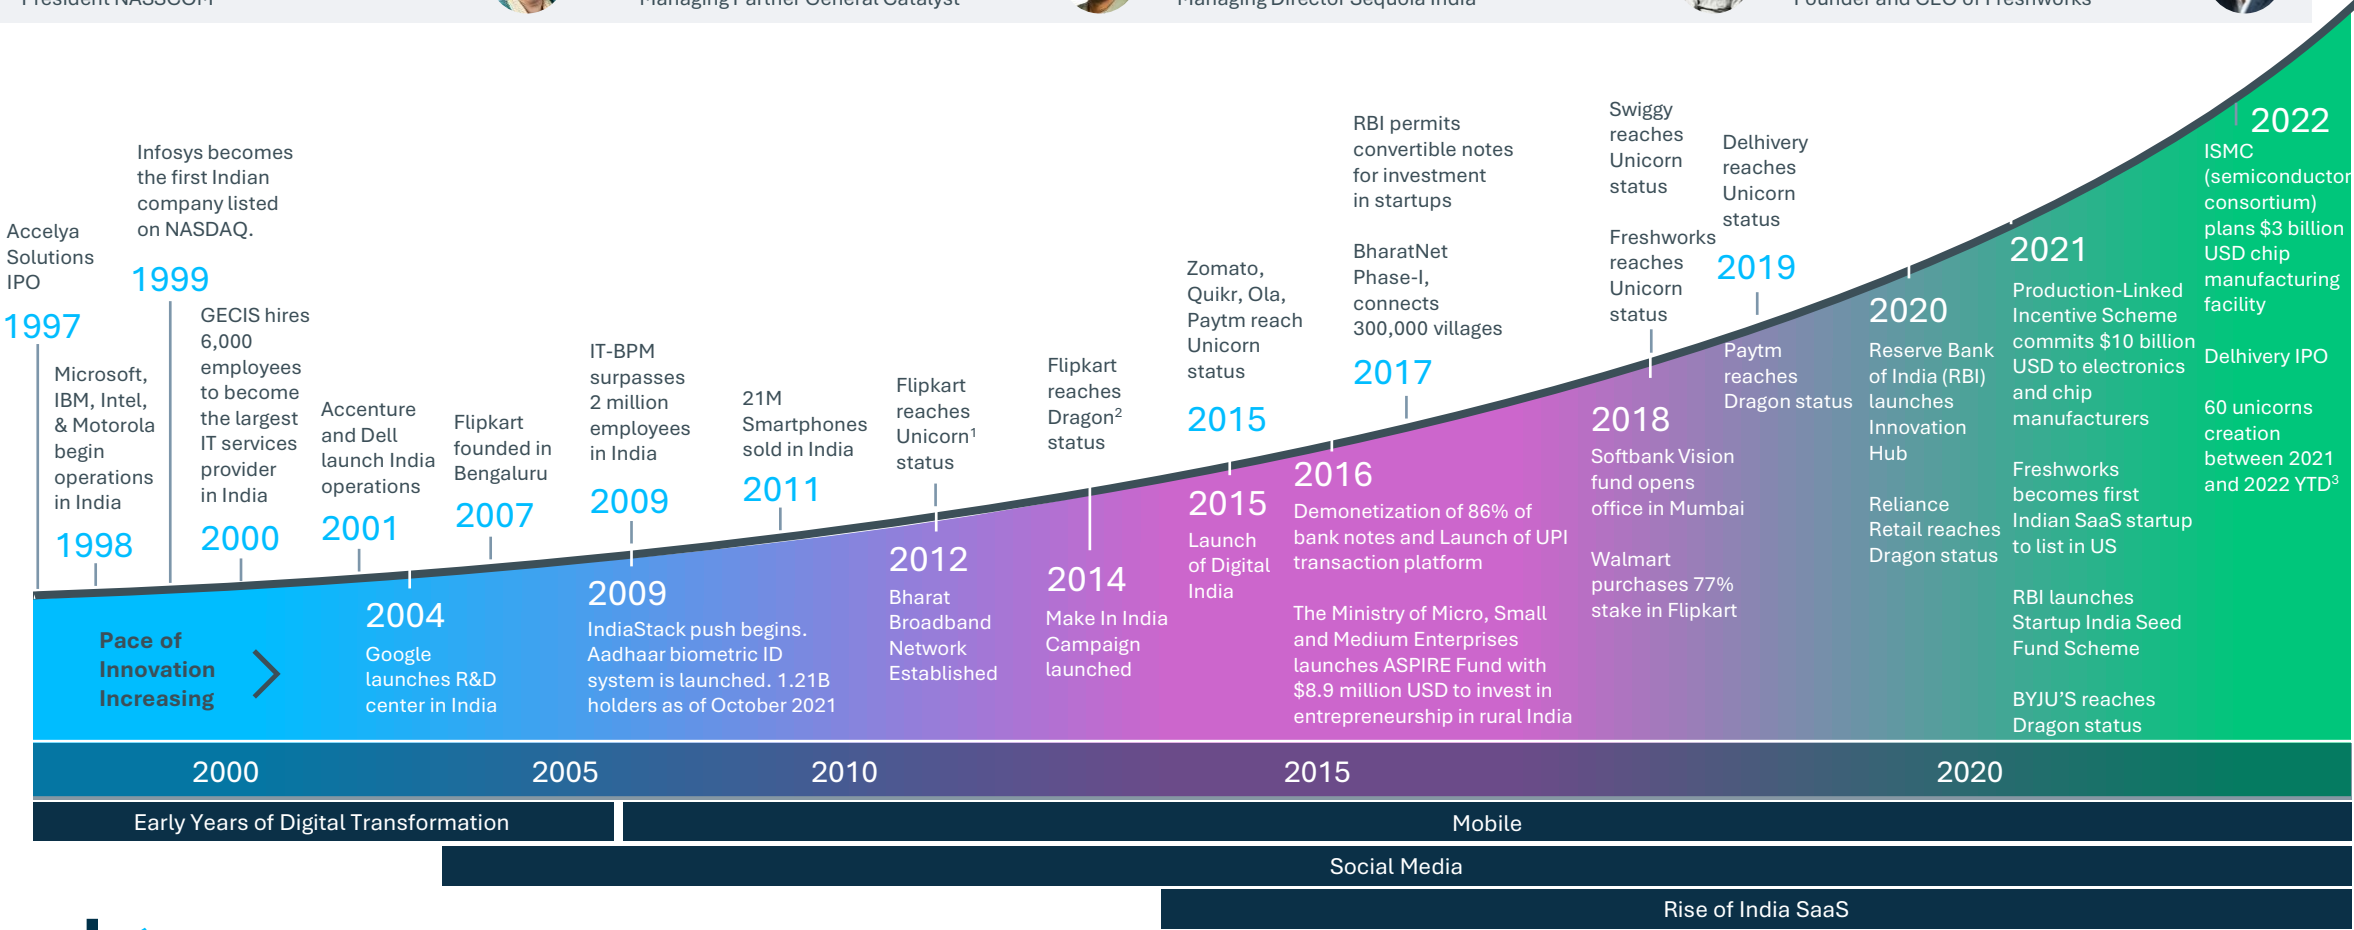 President NASSCOM
Managing Partner General Catalyst
Managing Director Sequoia India
Founder and CEO of Freshworks
Accelya
Solutions
IPO
1997
Microsoft,
IBM, Intel,
& Motorola
begin
operations
in India
1998
Infosys becomes
the first Indian
company listed
on NASDAQ.
1999
GECIS hires
6,000
employees
to become
the largest
IT services
provider
in India
2000
Accenture
and Dell
launch India
operations
2001
2004
Google
launches R&D
center in India
Flipkart
founded in
Bengaluru
2007
IT-BPM
surpasses
2 million
employees
in India
2009
2009
IndiaStack push begins.
Aadhaar biometric ID
system is launched. 1.21B
holders as of October 2021
21M
Smartphones
sold in India
2011
Flipkart
reaches
Unicorn¹
status
2012
Bharat
Broadband
Network
Established
Flipkart
reaches
Dragon²
status
2014
Make In India
Campaign
launched
Zomato,
Quikr, Ola,
Paytm reach
Unicorn
status
2015
2015
Launch
of Digital
India
2016
Demonetization of 86% of
bank notes and Launch of UPI
transaction platform
The Ministry of Micro, Small
and Medium Enterprises
launches ASPIRE Fund with
$8.9 million USD to invest in
entrepreneurship in rural India
RBI permits
convertible notes
for investment
in startups
BharatNet
Phase-I,
connects
300,000 villages
2017
Swiggy
reaches
Unicorn
status
Freshworks
reaches
Unicorn
status
2018
Softbank Vision
fund opens
office in Mumbai
Walmart
purchases 77%
stake in Flipkart
Delhivery
reaches
Unicorn
status
2019
Paytm
reaches
Dragon status
2020
Reserve Bank
of India (RBI)
launches
Innovation
Hub
Reliance
Retail reaches
Dragon status
2021
Production-Linked
Incentive Scheme
commits $10 billion
USD to electronics
and chip
manufacturers
Freshworks
becomes first
Indian SaaS startup
to list in US
RBI launches
Startup India Seed
Fund Scheme
BYJU'S reaches
Dragon status
2022
ISMC
(semiconductor
consortium)
plans $3 billion
USD chip
manufacturing
facility
Delhivery IPO
60 unicorns
creation
between 2021
and 2022 YTD³
Pace of
Innovation
Increasing
2000 2005 2010 2015 2020
Early Years of Digital Transformation
Mobile
Social Media
Rise of India SaaS